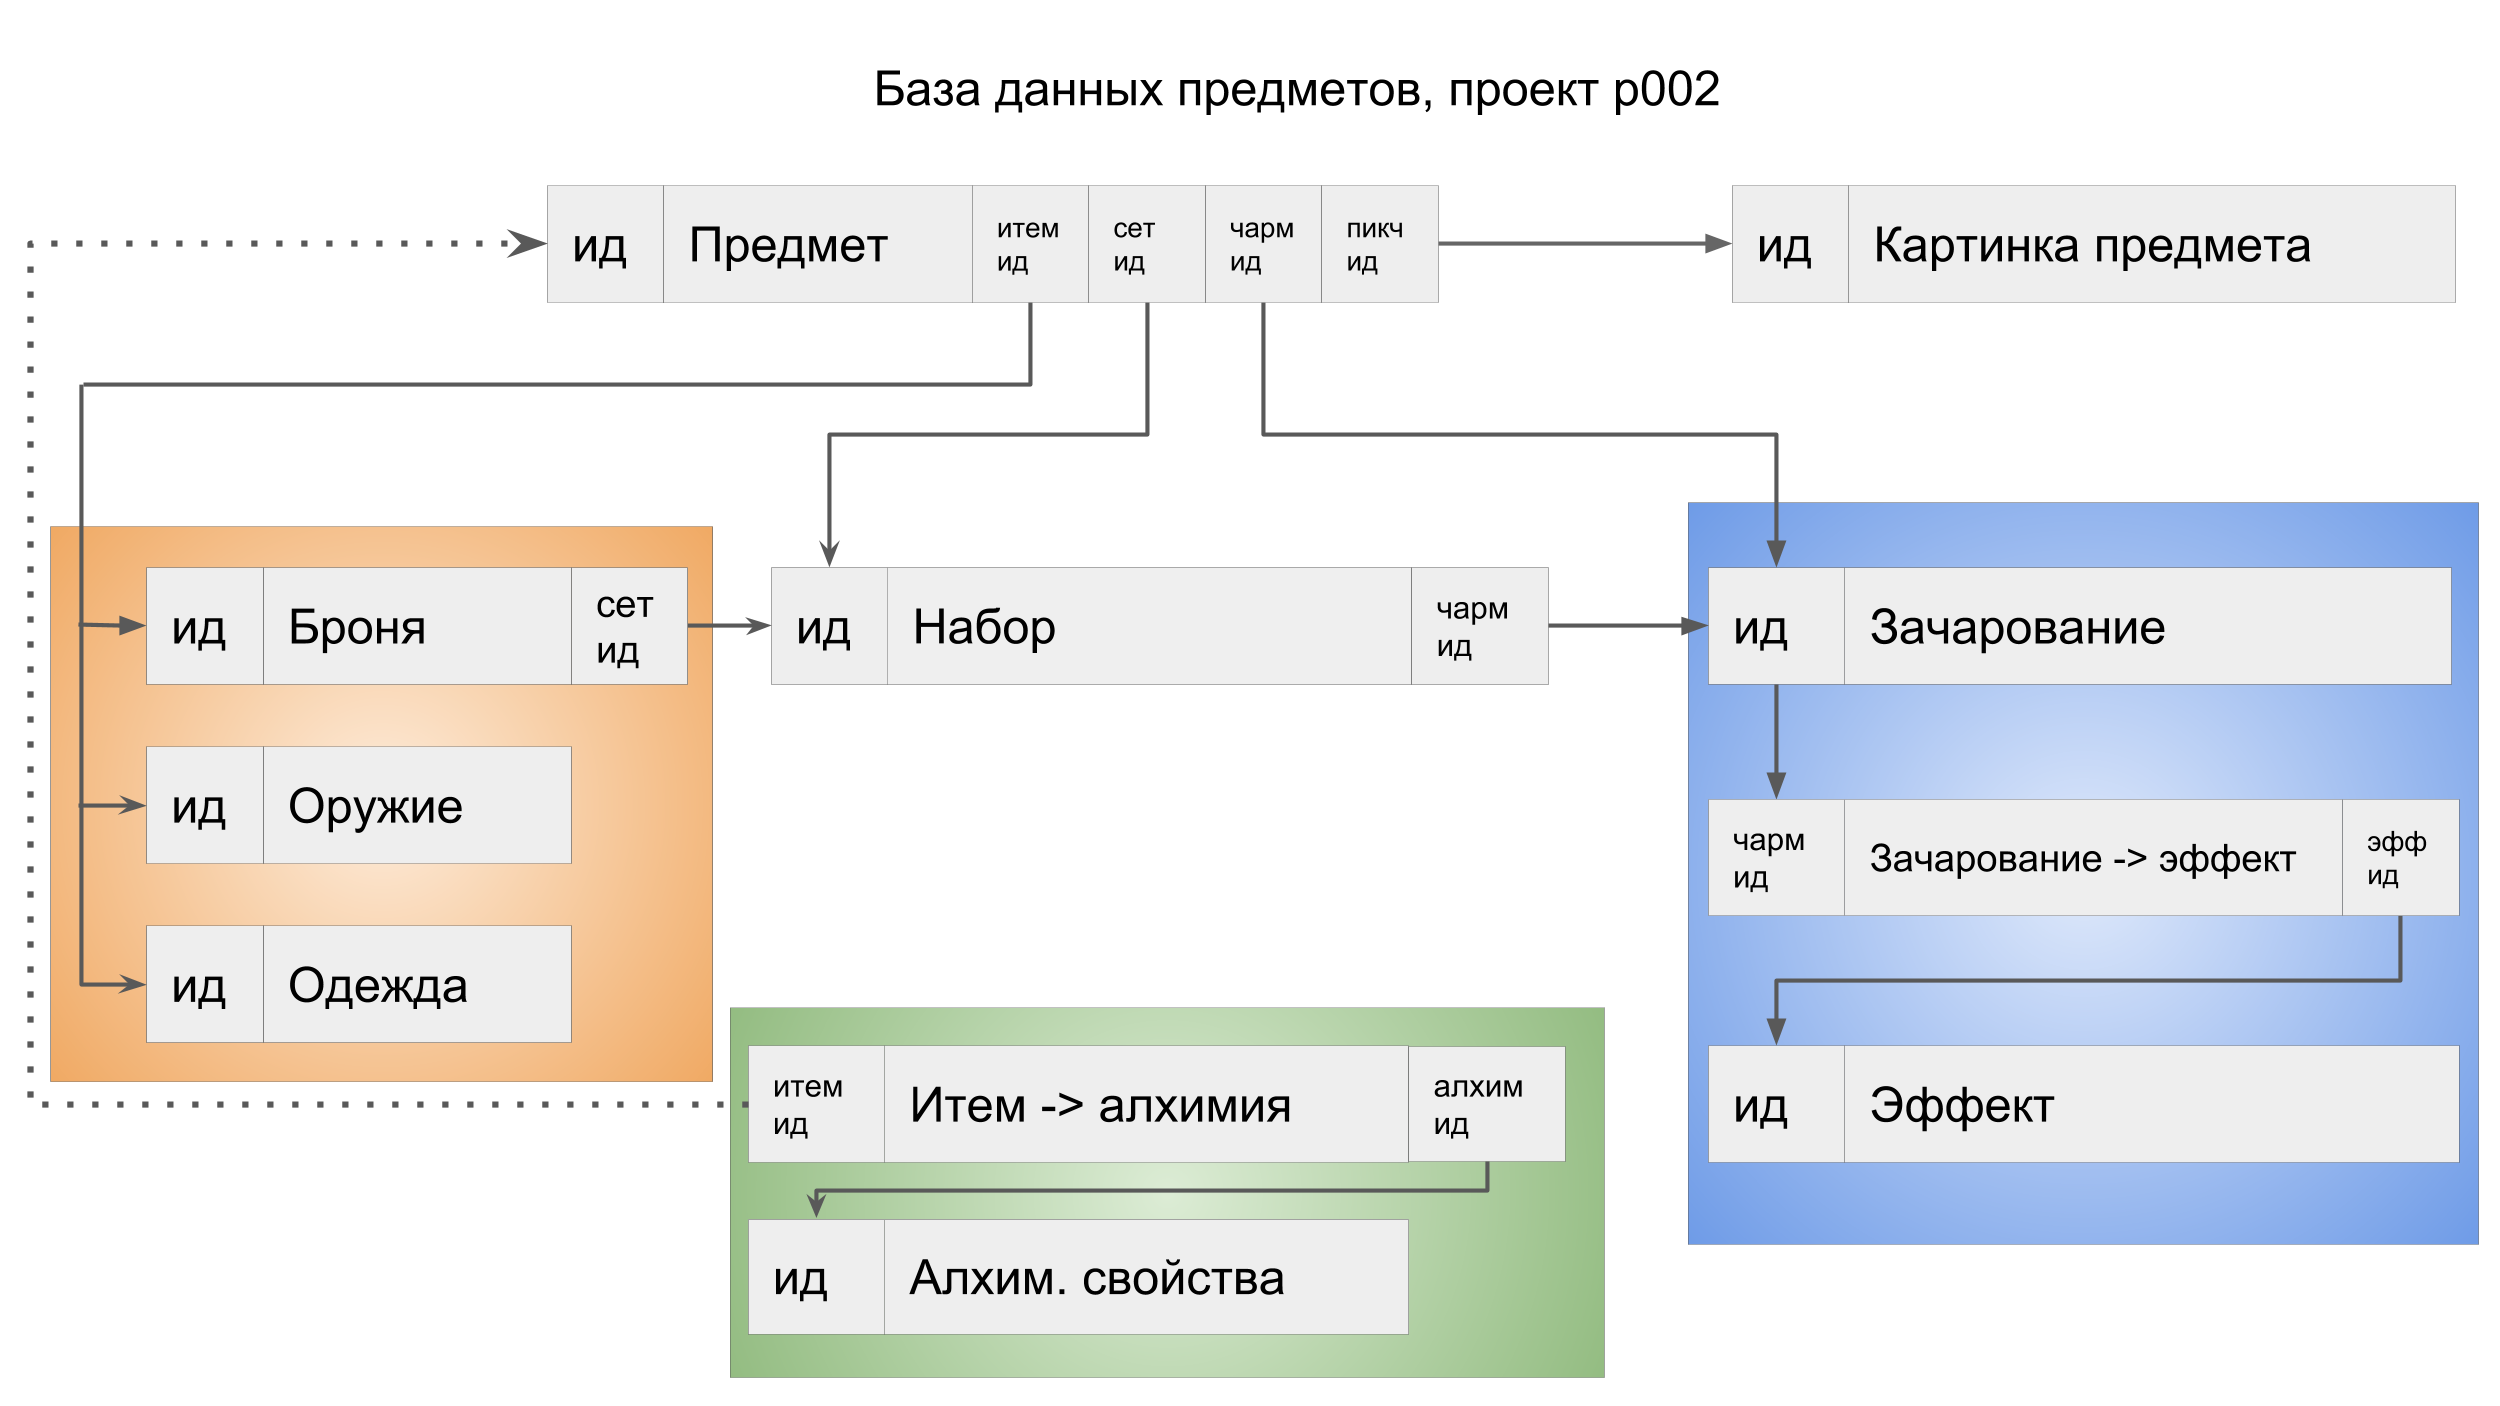 База данных предметов, проект p002
ид
Предмет
итем
ид
сет
ид
чарм
ид
пикч
ид
ид
Картинка предмета
ид
Броня
сет
ид
ид
Набор
чарм
ид
ид
Зачарование
ид
Оружие
чарм
ид
Зачарование -> эффект
эфф
ид
ид
Одежда
итем
ид
Итем -> алхимия
алхим
ид
ид
Эффект
ид
Алхим. свойства